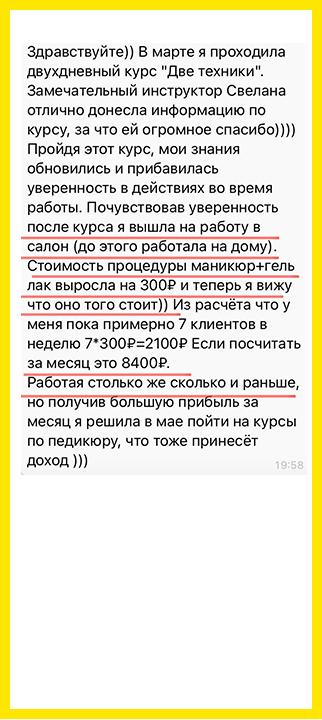 Здравствуйте)) В марте я проходила
двухдневный курс "Две техники".
Замечательный инструктор Свелана
отлично донесла информацию по
курсу, за что ей огромное спасибо))))
Пройдя этот курс, мои знания
обновились и прибавилась
уверенность в действиях во время
работы. Почувствовав уверенность
после курса я вышла на работу в
салон (до этого работала на дому).
Стоимость процедуры маникюр+гель
лак выросла на 300₽ и теперь я вижу
что оно того стоит)) Из расчёта что у
меня пока примерно 7 клиентов в
неделю 7*300₽=2100₽ Если посчитать
за месяц это 8400₽.
Работая столько же сколько и раньше,
но получив большую прибыль за
месяц я решила в мае пойти на курсы
по педикюру, что тоже принесёт
доход )))
19:58